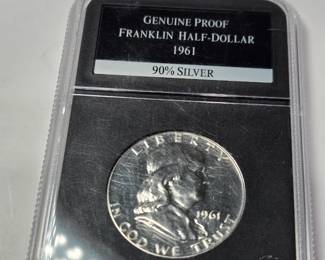 GENUINE PROOF
FRANKLIN HALF-DOLLAR
1961
90% SILVER
LIBERTY
1961
IN GOD WE TRUST